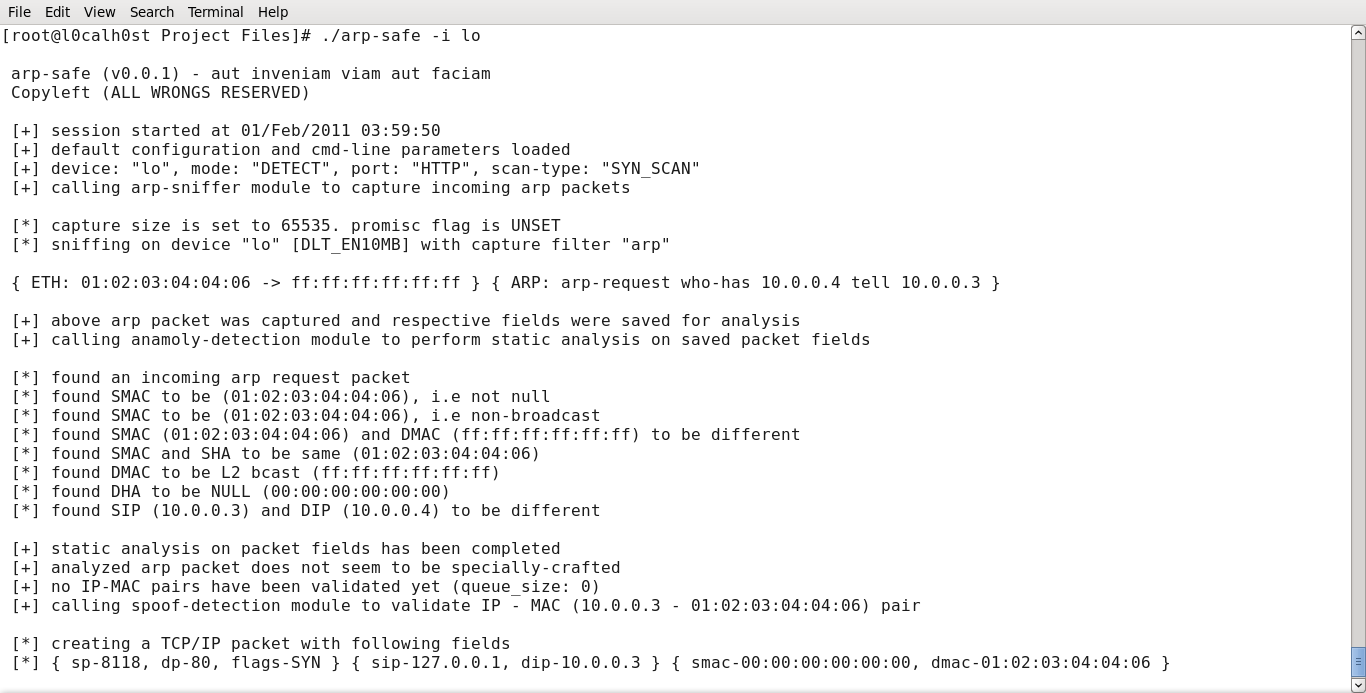 File Edit View Search Terminal Help
[root@l0calh0st Project Files]# ./arp-safe -i lo
arp-safe (v0.0.1) - aut inveniam viam aut faciam
Copyleft (ALL WRONGS RESERVED)
[+] session started at 01/Feb/2011 03:59:50
[+] default configuration and cmd-line parameters loaded
[+] device: "lo", mode: "DETECT", port: "HTTP", scan-type: "SYN_SCAN"
[+] calling arp-sniffer module to capture incoming arp packets
[*] capture size is set to 65535. promisc flag is UNSET
[*] sniffing on device "lo" [DLT_EN10MB] with capture filter "arp"
{ ETH: 01:02:03:04:04:06 -> ff:ff:ff:ff:ff:ff } { ARP: arp-request who-has 10.0.0.4 tell 10.0.0.3 }
[+] above arp packet was captured and respective fields were saved for analysis
[+] calling anamoly-detection module to perform static analysis on saved packet fields
[*] found an incoming arp request packet
[*] found SMAC to be (01:02:03:04:04:06), i.e not null
[*] found SMAC to be (01:02:03:04:04:06), i.e non-broadcast
[*] found SMAC (01:02:03:04:04:06) and DMAC (ff:ff:ff:ff:ff:ff) to be different
[*] found SMAC and SHA to be same (01:02:03:04:04:06)
[*] found DMAC to be L2 bcast (ff:ff:ff:ff:ff:ff)
[*] found DHA to be NULL (00:00:00:00:00:00)
[*] found SIP (10.0.0.3) and DIP (10.0.0.4) to be different
[+] static analysis on packet fields has been completed
[+] analyzed arp packet does not seem to be specially-crafted
[+] no IP-MAC pairs have been validated yet (queue_size: 0)
[+] calling spoof-detection module to validate IP - MAC (10.0.0.3 - 01:02:03:04:04:06) pair
[*] creating a TCP/IP packet with following fields
[*] { sp-8118, dp-80, flags-SYN } { sip-127.0.0.1, dip-10.0.0.3 } { smac-00:00:00:00:00:00, dmac-01:02:03:04:04:06 }